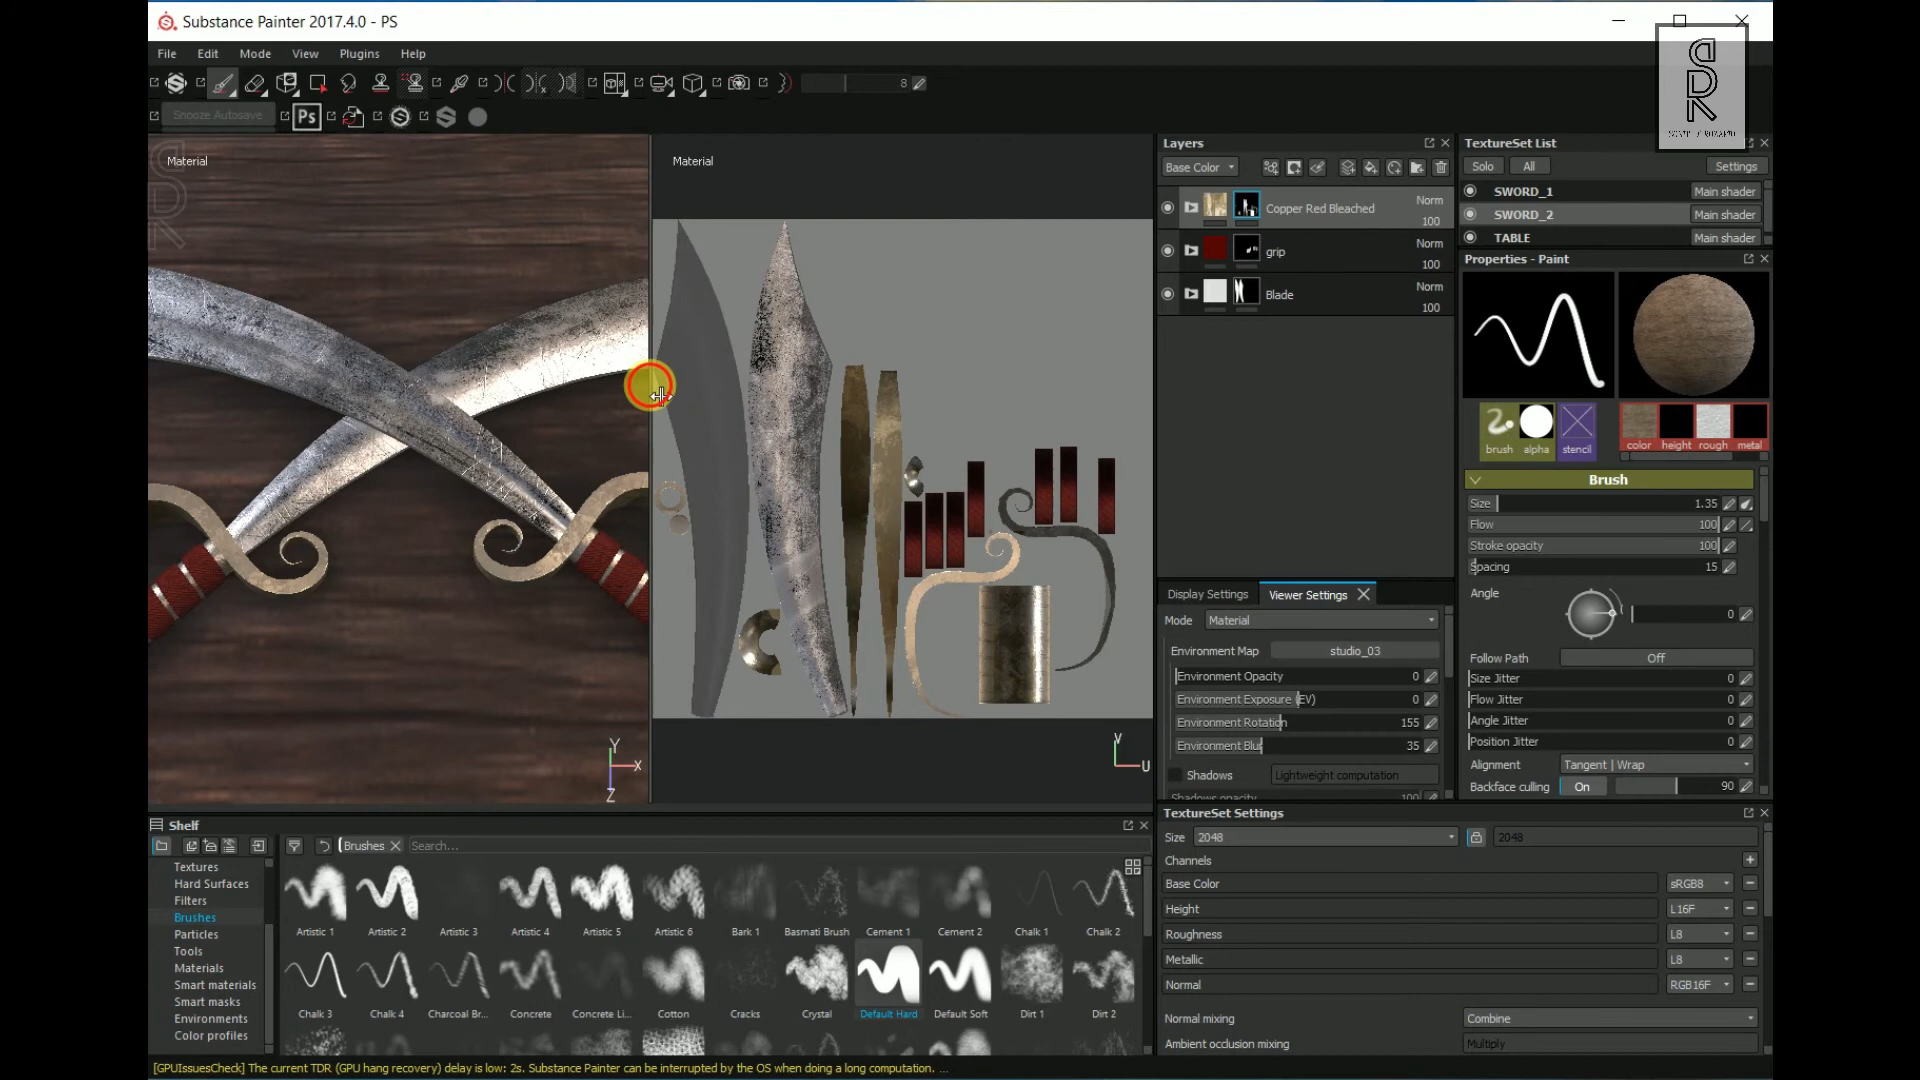 Substance Painter 2017.4.0 - PS
File Edit Mode View Plugins Help
8
Snooze Autosave
Ps
Material
Material
Y
X
Z
V
U
Layers
Base Color
Copper Red Bleached Norm
100
grip Norm
100
Blade Norm
100
Display Settings Viewer Settings
Mode Material
Environment Map studio_03
Environment Opacity 0
Environment Exposure (EV) 0
Environment Rotation 155
Environment Blur 35
Shadows Lightweight computation
Shadows opacity 100
TextureSet List
Solo All Settings
SWORD_1 Main shader
SWORD_2 Main shader
TABLE Main shader
Properties - Paint
brush alpha stencil color height rough metal
Brush
Size 1.35
Flow 100
Stroke opacity 100
Spacing 15
Angle 0
Follow Path Off
Size Jitter 0
Flow Jitter 0
Angle Jitter 0
Position Jitter 0
Alignment Tangent | Wrap
Backface culling On 90
Shelf
Brushes Search...
Textures
Hard Surfaces
Filters
Brushes
Particles
Tools
Materials
Smart materials
Smart masks
Environments
Color profiles
Artistic 1 Artistic 2 Artistic 3 Artistic 4 Artistic 5 Artistic 6 Bark 1 Basmati Brush Cement 1 Cement 2 Chalk 1 Chalk 2
Chalk 3 Chalk 4 Charcoal Br... Concrete Concrete Li... Cotton Cracks Crystal Default Hard Default Soft Dirt 1 Dirt 2
TextureSet Settings
Size 2048 2048
Channels
Base Color sRGB8
Height L16F
Roughness L8
Metallic L8
Normal RGB16F
Normal mixing Combine
Ambient occlusion mixing Multiply
[GPUIssuesCheck] The current TDR (GPU hang recovery) delay is low: 2s. Substance Painter can be interrupted by the OS when doing a long computation. ...